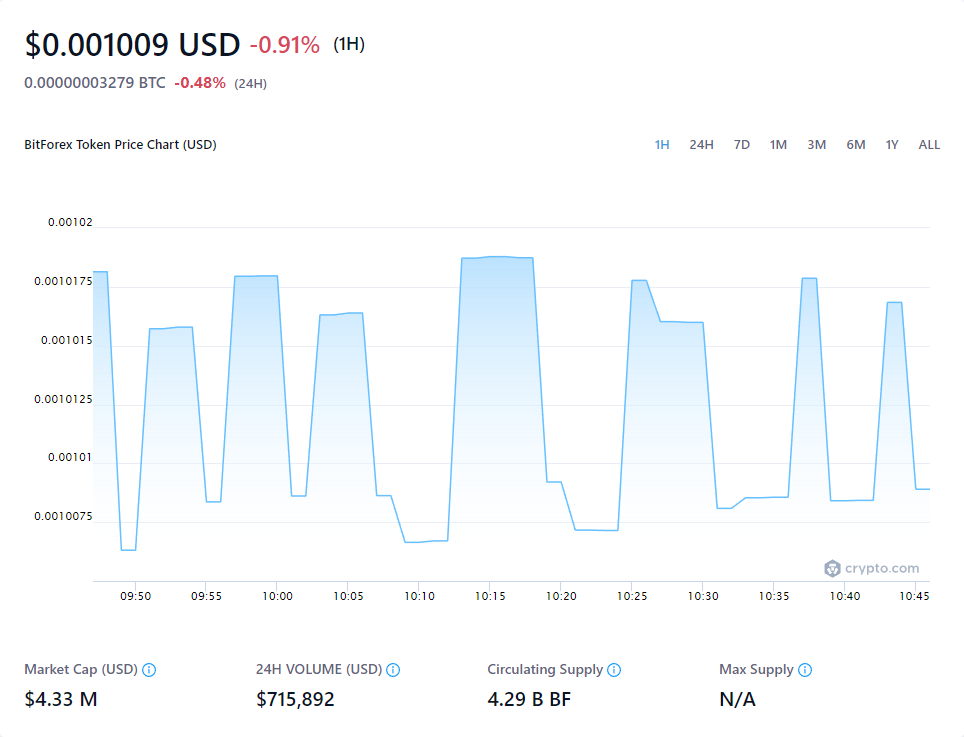 $0.001009 USD -0.91% (1H)
0.00000003279 BTC -0.48% (24H)
BitForex Token Price Chart (USD) 1H 24H 7D 1M 3M 6M 1Y ALL
0.00102
0.0010175
0.001015
0.0010125
0.00101
0.0010075
crypto.com
09:50 09:55 10:00 10:05 10:10 10:15 10:20 10:25 10:30 10:35 10:40 10:45
Market Cap (USD) 24H VOLUME (USD) Circulating Supply Max Supply
$4.33 M $715,892 4.29 B BF N/A